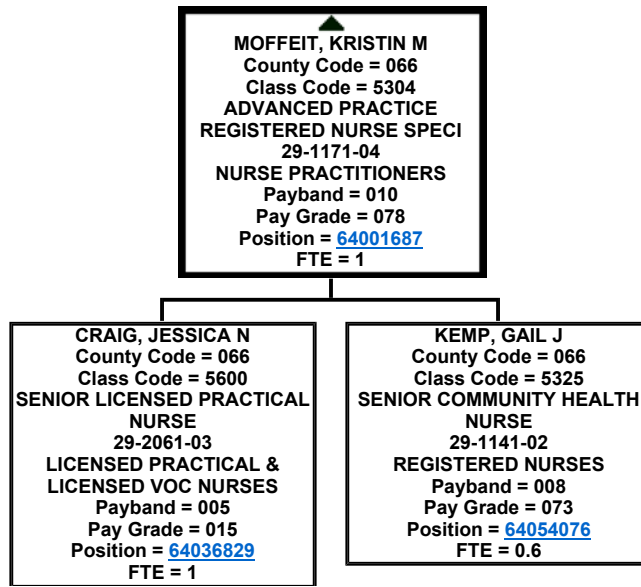 MOFFEIT, KRISTIN M
County Code = 066
Class Code = 5304
ADVANCED PRACTICE
REGISTERED NURSE SPECI
29-1171-04
NURSE PRACTITIONERS
Payband = 010
Pay Grade = 078
Position = 64001687
FTE = 1
CRAIG, JESSICA N
County Code = 066
Class Code = 5600
SENIOR LICENSED PRACTICAL
NURSE
29-2061-03
LICENSED PRACTICAL &
LICENSED VOC NURSES
Payband = 005
Pay Grade = 015
Position = 64036829
FTE = 1
KEMP, GAIL J
County Code = 066
Class Code = 5325
SENIOR COMMUNITY HEALTH
NURSE
29-1141-02
REGISTERED NURSES
Payband = 008
Pay Grade = 073
Position = 64054076
FTE = 0.6